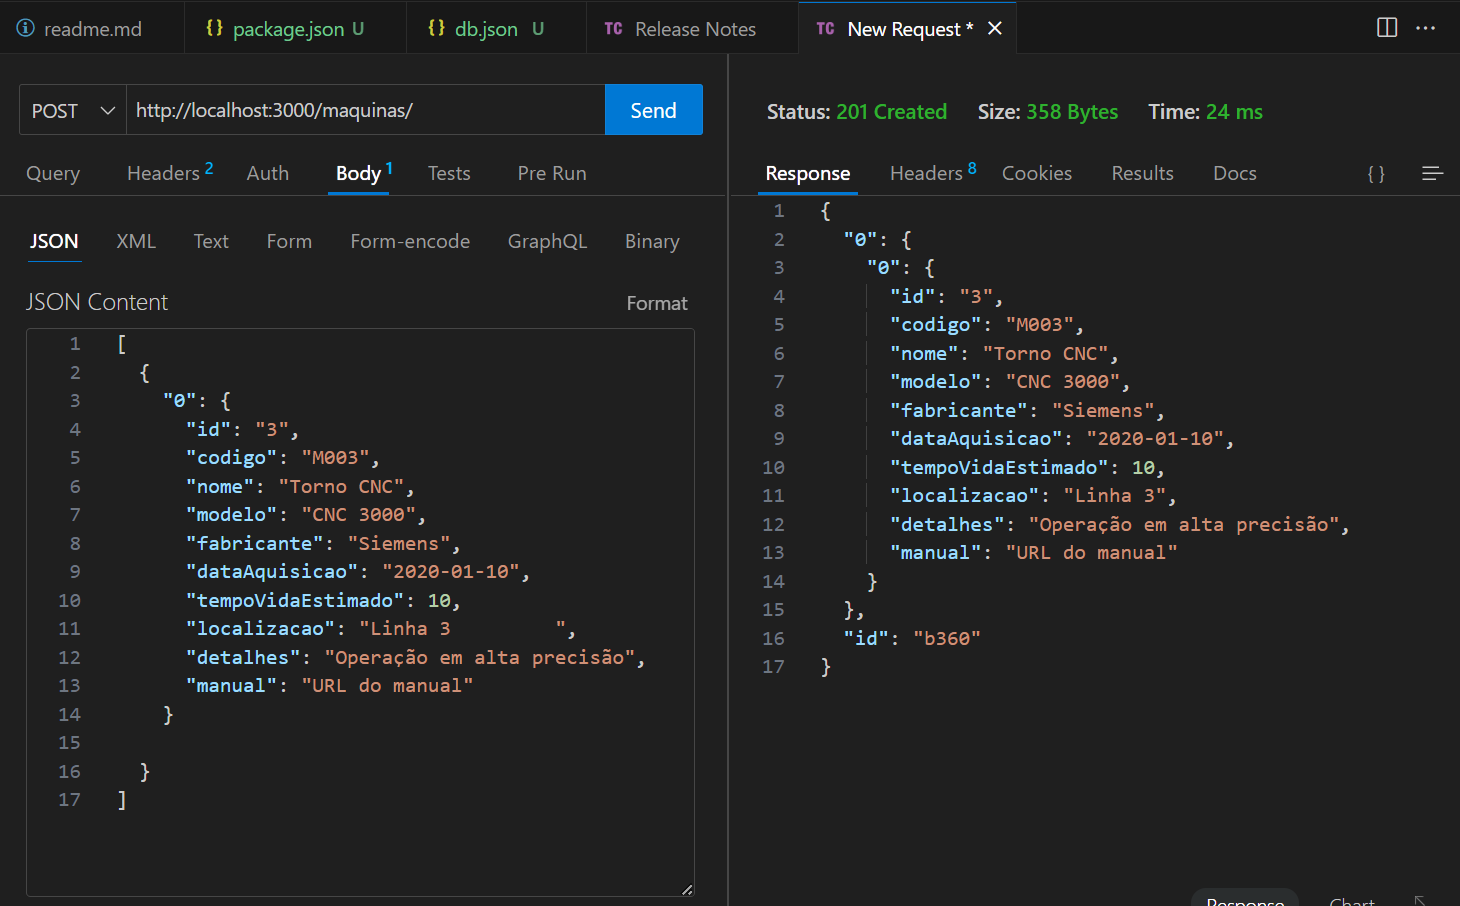 readme.md {} package.json U {} db.json U TC Release Notes TC New Request * ✕ ...
POST http://localhost:3000/maquinas/ Send
Query Headers 2 Auth Body 1 Tests Pre Run
JSON XML Text Form Form-encode GraphQL Binary
JSON Content Format
1 [
2 {
3 "0": {
4 "id": "3",
5 "codigo": "M003",
6 "nome": "Torno CNC",
7 "modelo": "CNC 3000",
8 "fabricante": "Siemens",
9 "dataAquisicao": "2020-01-10",
10 "tempoVidaEstimado": 10,
11 "localizacao": "Linha 3         ",
12 "detalhes": "Operação em alta precisão",
13 "manual": "URL do manual"
14 }
15
16 }
17 ]
Status: 201 Created Size: 358 Bytes Time: 24 ms
Response Headers 8 Cookies Results Docs { }
1 {
2 "0": {
3 "0": {
4 "id": "3",
5 "codigo": "M003",
6 "nome": "Torno CNC",
7 "modelo": "CNC 3000",
8 "fabricante": "Siemens",
9 "dataAquisicao": "2020-01-10",
10 "tempoVidaEstimado": 10,
11 "localizacao": "Linha 3",
12 "detalhes": "Operação em alta precisão",
13 "manual": "URL do manual"
14 }
15 },
16 "id": "b360"
17 }
Response Chart